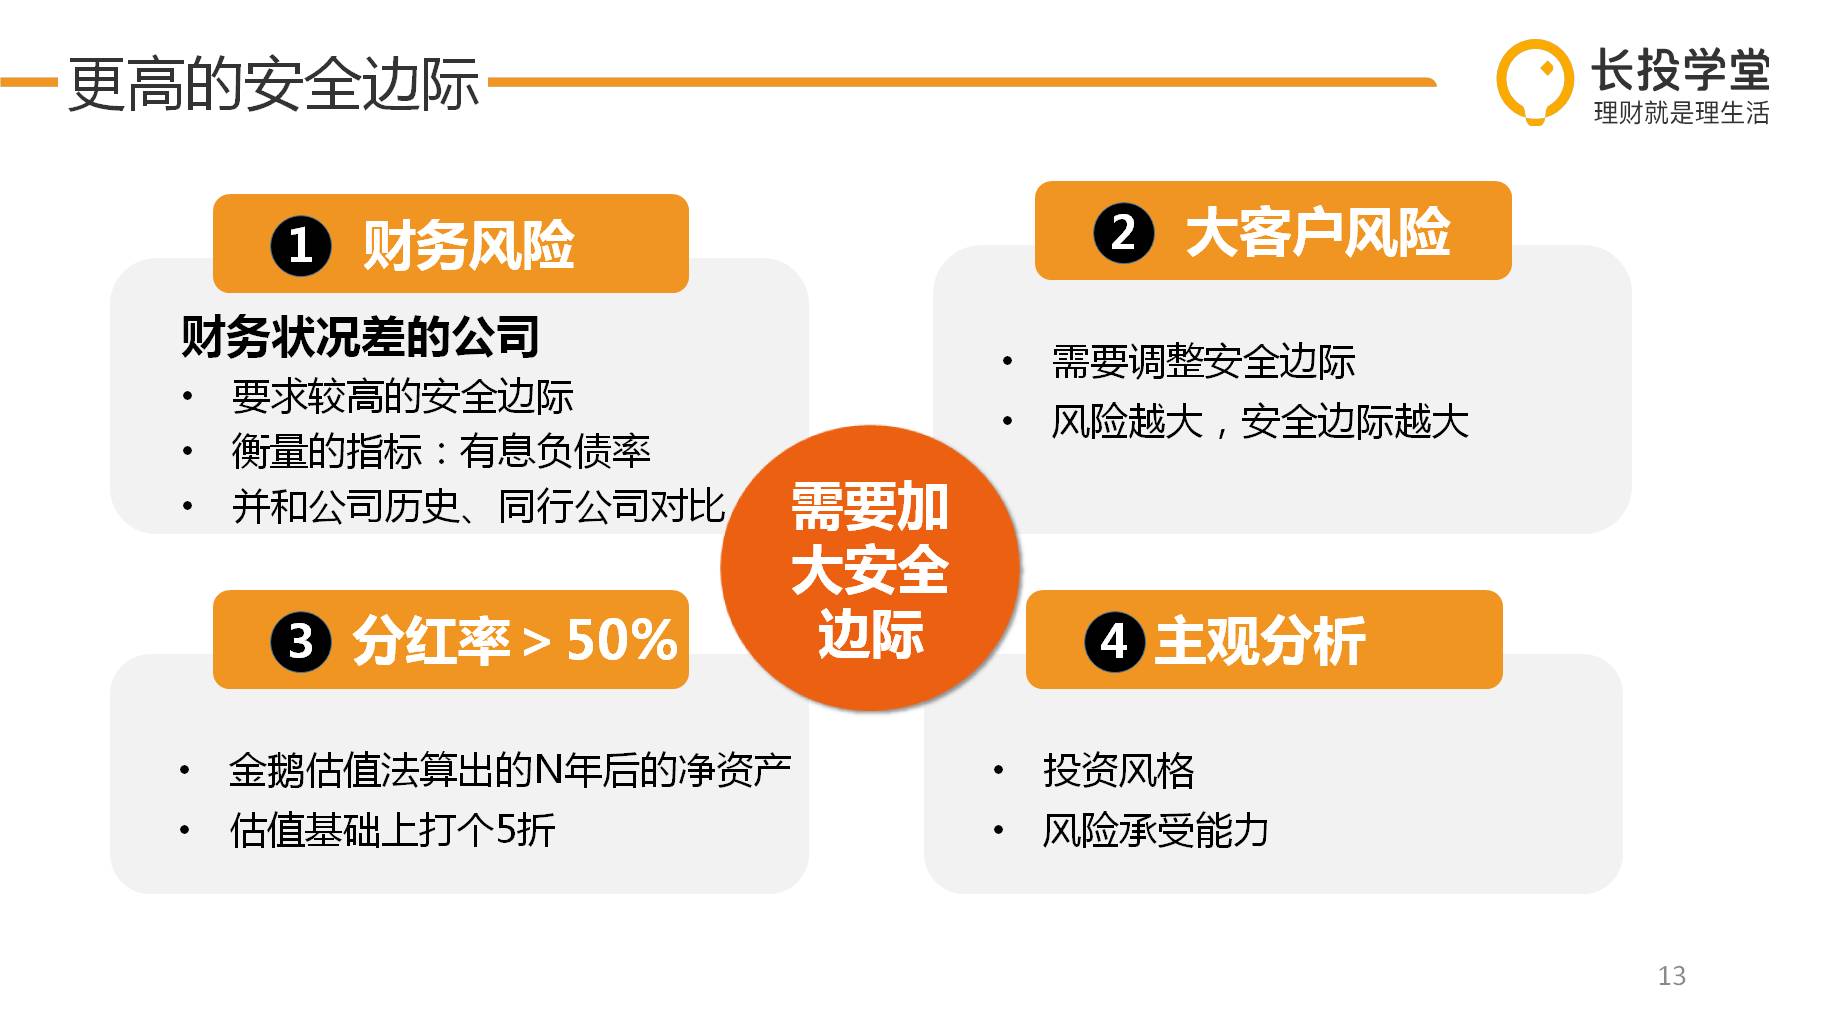 更高的安全边际
长投学堂
理财就是理生活
1 财务风险
财务状况差的公司
• 要求较高的安全边际
• 衡量的指标：有息负债率
• 并和公司历史、同行公司对比
2 大客户风险
• 需要调整安全边际
• 风险越大，安全边际越大
需要加
大安全
边际
3 分红率＞50%
• 金鹅估值法算出的N年后的净资产
• 估值基础上打个5折
4 主观分析
• 投资风格
• 风险承受能力
13